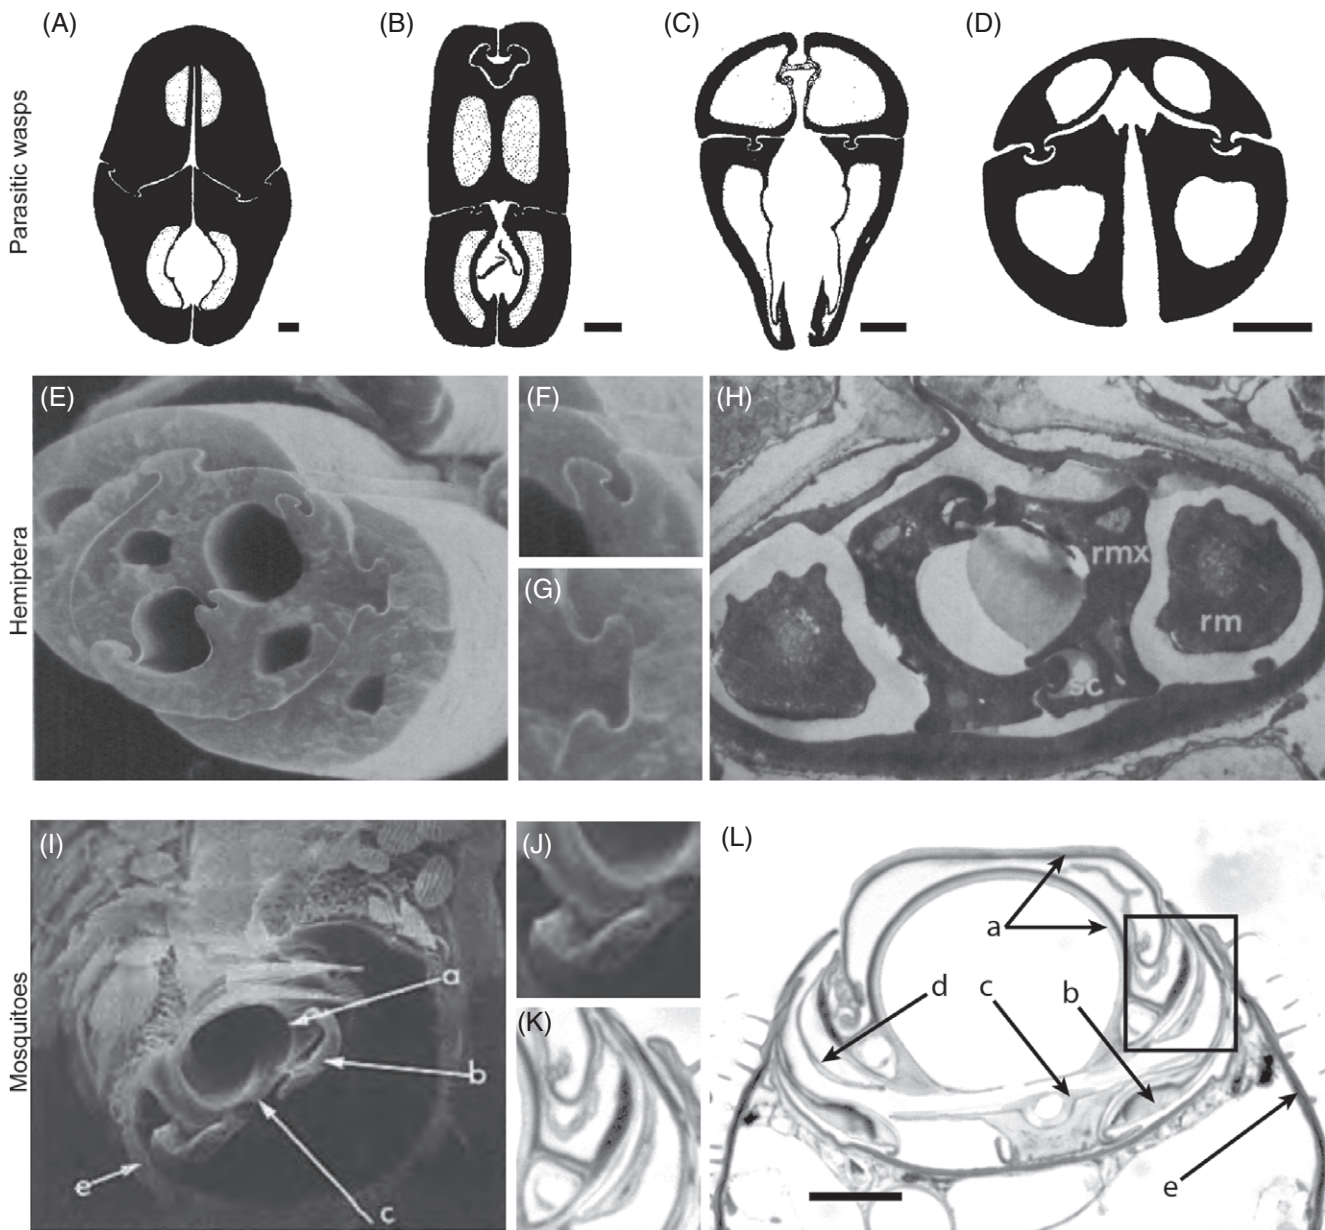 (A)
(B)
(C)
(D)
Parasitic wasps
(E)
(F)
(G)
(H)
rmx
rm
sc
Hemiptera
(I)
a
b
c
e
(J)
(K)
(L)
a
d
c
b
e
Mosquitoes